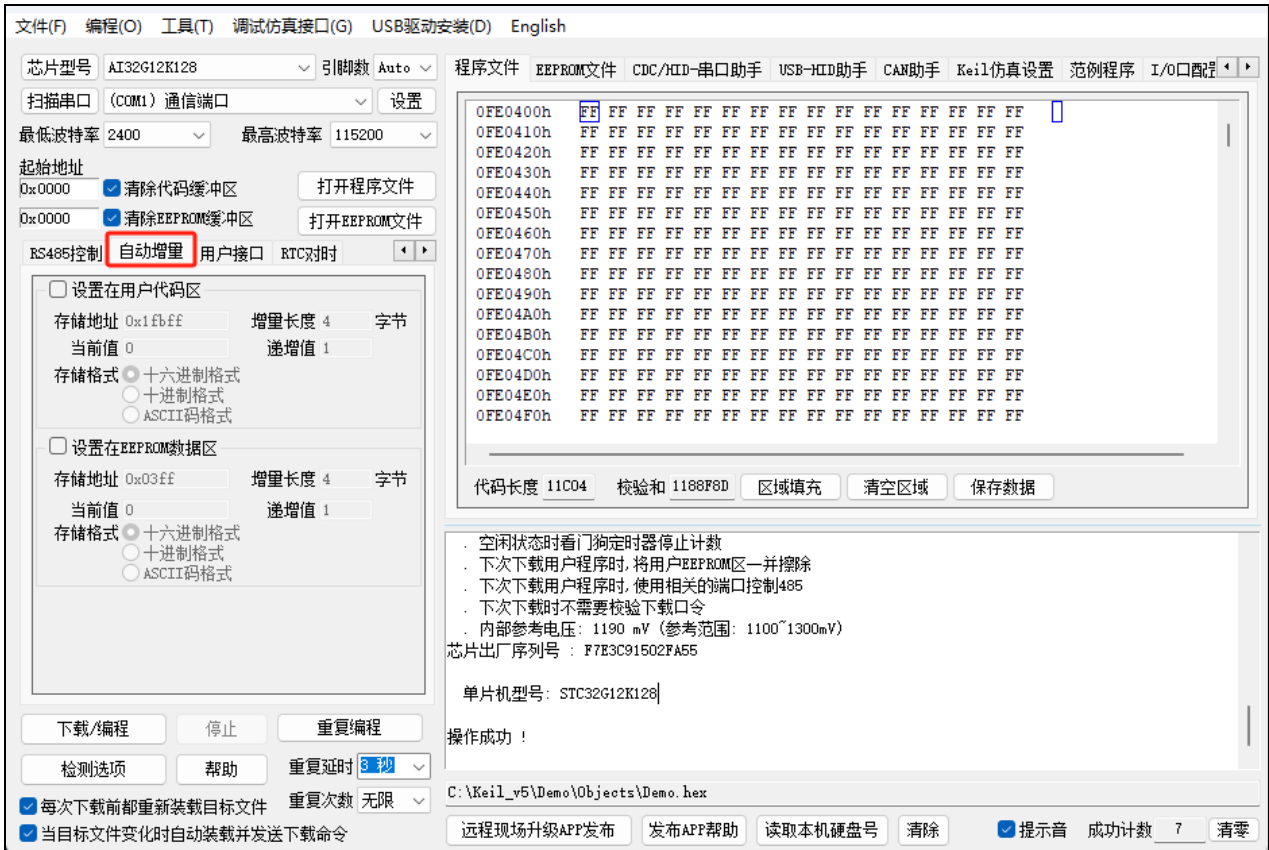 文件(F) 编程(O) 工具(T) 调试仿真接口(G) USB驱动安装(D) English
芯片型号 AI32G12K128 引脚数 Auto
扫描串口 (COM1) 通信端口 设置
最低波特率 2400 最高波特率 115200
起始地址
0x0000 清除代码缓冲区 打开程序文件
0x0000 清除EEPROM缓冲区 打开EEPROM文件
RS485控制 自动增量 用户接口 RTC对时
设置在用户代码区
存储地址 0x1fbff 增量长度 4 字节
当前值 0 递增值 1
存储格式 十六进制格式
十进制格式
ASCII码格式
设置在EEPROM数据区
存储地址 0x03ff 增量长度 4 字节
当前值 0 递增值 1
存储格式 十六进制格式
十进制格式
ASCII码格式
下载/编程 停止 重复编程
检测选项 帮助 重复延时 3 秒
每次下载前都重新装载目标文件 重复次数 无限
当目标文件变化时自动装载并发送下载命令
程序文件 EEPROM文件 CDC/HID-串口助手 USB-HID助手 CAN助手 Keil仿真设置 范例程序 I/O口配
0FE0400h FF FF FF FF FF FF FF FF FF FF FF FF FF FF FF FF
0FE0410h FF FF FF FF FF FF FF FF FF FF FF FF FF FF FF FF
0FE0420h FF FF FF FF FF FF FF FF FF FF FF FF FF FF FF FF
0FE0430h FF FF FF FF FF FF FF FF FF FF FF FF FF FF FF FF
0FE0440h FF FF FF FF FF FF FF FF FF FF FF FF FF FF FF FF
0FE0450h FF FF FF FF FF FF FF FF FF FF FF FF FF FF FF FF
0FE0460h FF FF FF FF FF FF FF FF FF FF FF FF FF FF FF FF
0FE0470h FF FF FF FF FF FF FF FF FF FF FF FF FF FF FF FF
0FE0480h FF FF FF FF FF FF FF FF FF FF FF FF FF FF FF FF
0FE0490h FF FF FF FF FF FF FF FF FF FF FF FF FF FF FF FF
0FE04A0h FF FF FF FF FF FF FF FF FF FF FF FF FF FF FF FF
0FE04B0h FF FF FF FF FF FF FF FF FF FF FF FF FF FF FF FF
0FE04C0h FF FF FF FF FF FF FF FF FF FF FF FF FF FF FF FF
0FE04D0h FF FF FF FF FF FF FF FF FF FF FF FF FF FF FF FF
0FE04E0h FF FF FF FF FF FF FF FF FF FF FF FF FF FF FF FF
0FE04F0h FF FF FF FF FF FF FF FF FF FF FF FF FF FF FF FF
代码长度 11C04 校验和 1188F8D 区域填充 清空区域 保存数据
. 空闲状态时看门狗定时器停止计数
. 下次下载用户程序时,将用户EEPROM区一并擦除
. 下次下载用户程序时,使用相关的端口控制485
. 下次下载时不需要校验下载口令
. 内部参考电压: 1190 mV (参考范围: 1100~1300mV)
芯片出厂序列号 : F7E3C91502FA55
单片机型号: STC32G12K128
操作成功 !
C:\Keil_v5\Demo\Objects\Demo.hex
远程现场升级APP发布 发布APP帮助 读取本机硬盘号 清除 提示音 成功计数 7 清零